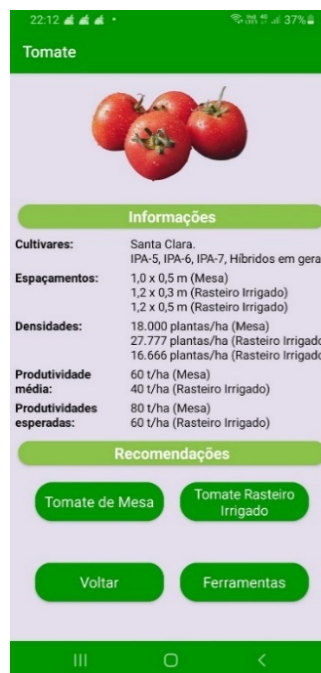 22:12
37%
Tomate
Informações
Cultivares: Santa Clara.
IPA-5, IPA-6, IPA-7, Híbridos em gera
Espaçamentos: 1,0 x 0,5 m (Mesa)
1,2 x 0,3 m (Rasteiro Irrigado)
1,2 x 0,5 m (Rasteiro Irrigado)
Densidades: 18.000 plantas/ha (Mesa)
27.777 plantas/ha (Rasteiro Irrigado
16.666 plantas/ha (Rasteiro Irrigado
Produtividade 60 t/ha (Mesa)
média: 40 t/ha (Rasteiro Irrigado)
Produtividades 80 t/ha (Mesa)
esperadas: 60 t/ha (Rasteiro Irrigado)
Recomendações
Tomate de Mesa
Tomate Rasteiro
Irrigado
Voltar
Ferramentas